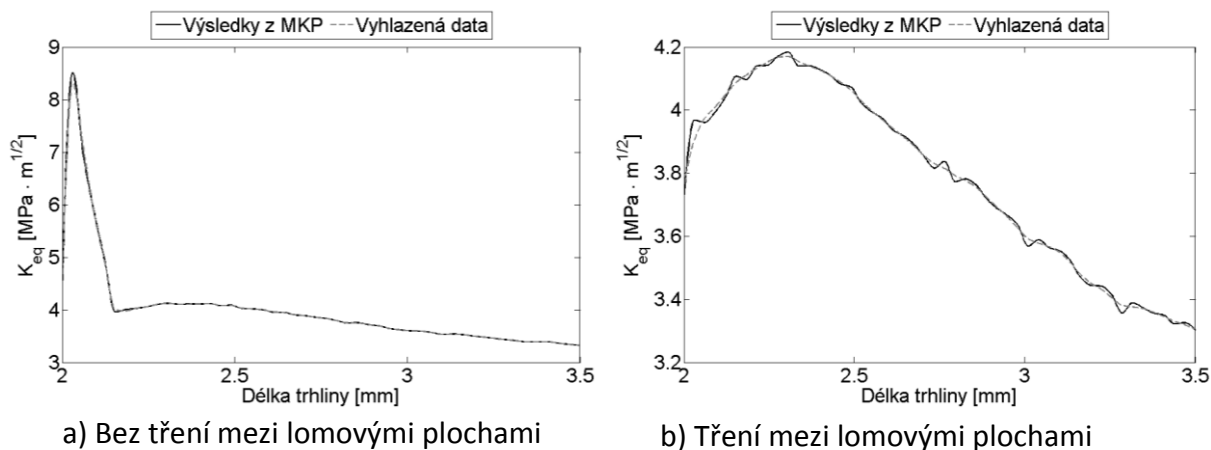 Výsledky z MKP Vyhlazená data
9
8
7
6
5
4
3
K_eq [MPa · m^1/2]
2 2.5 3 3.5
Délka trhliny [mm]
a) Bez tření mezi lomovými plochami
Výsledky z MKP Vyhlazená data
4.2
4
3.8
3.6
3.4
3.2
K_eq [MPa · m^1/2]
2 2.5 3 3.5
Délka trhliny [mm]
b) Tření mezi lomovými plochami